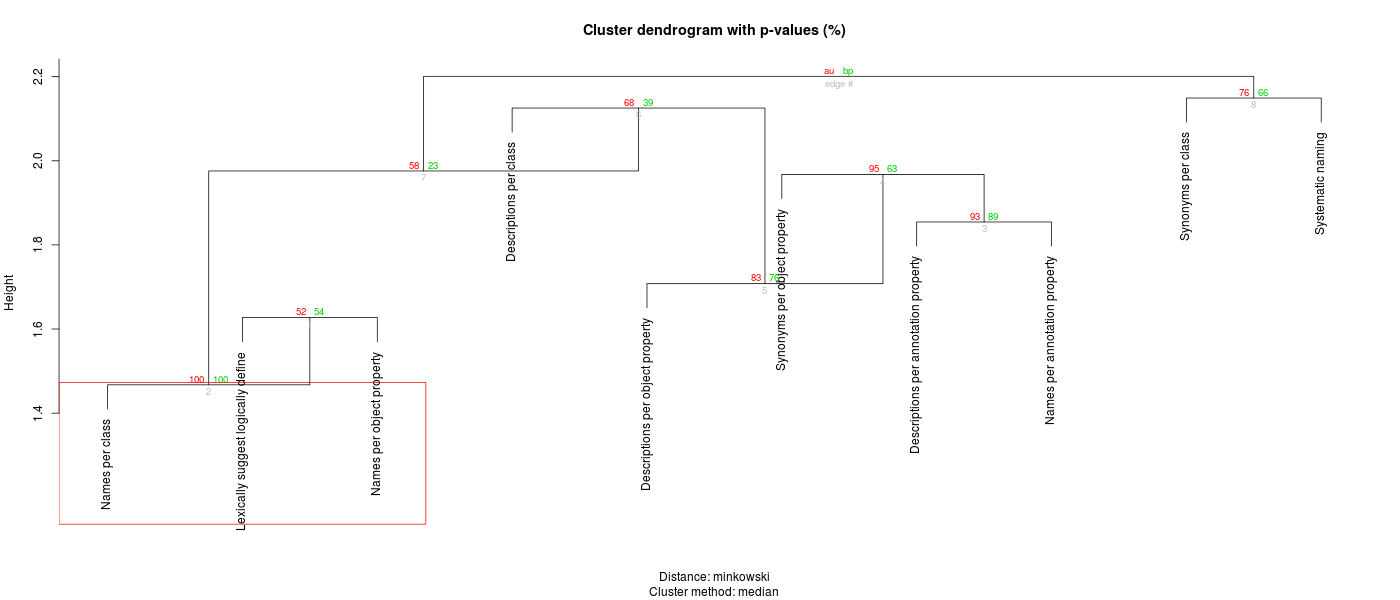 Cluster dendrogram with p-values (%)
au bp
edge #
76 66
8
68 39
58 23
7
95 63
93 89
3
83 76
5
52 54
100 100
2
Height
2.2
2.0
1.8
1.6
1.4
Names per class
Lexically suggest logically define
Names per object property
Descriptions per class
Descriptions per object property
Synonyms per object property
Descriptions per annotation property
Names per annotation property
Synonyms per class
Systematic naming
Distance: minkowski
Cluster method: median